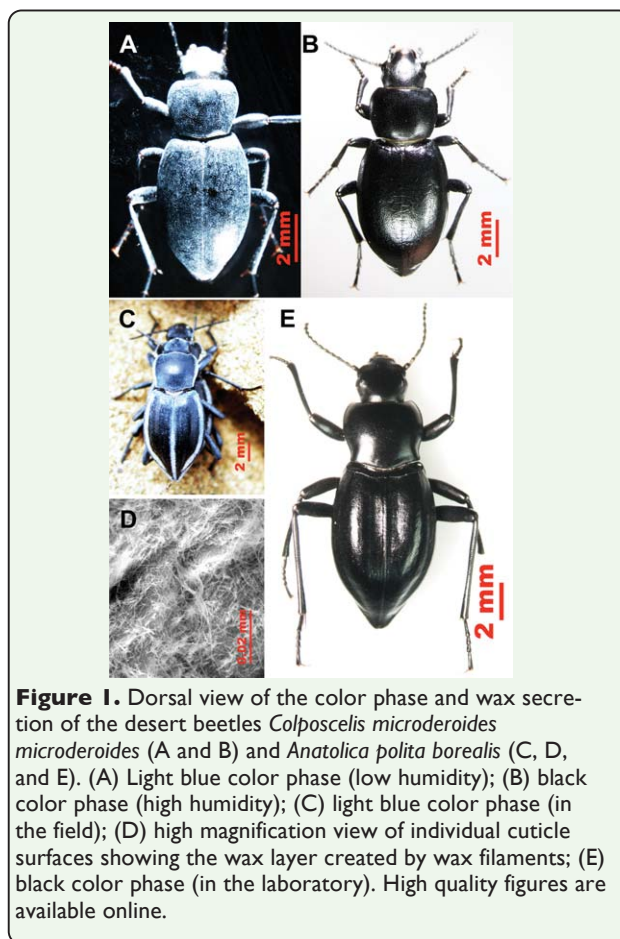 A
B
2 mm
2 mm
C
E
2 mm
D
0.02 mm
2 mm
Figure 1. Dorsal view of the color phase and wax secre-
tion of the desert beetles Colposcelis microderoides
microderoides (A and B) and Anatolica polita borealis (C, D,
and E). (A) Light blue color phase (low humidity); (B) black
color phase (high humidity); (C) light blue color phase (in
the field); (D) high magnification view of individual cuticle
surfaces showing the wax layer created by wax filaments; (E)
black color phase (in the laboratory). High quality figures are
available online.